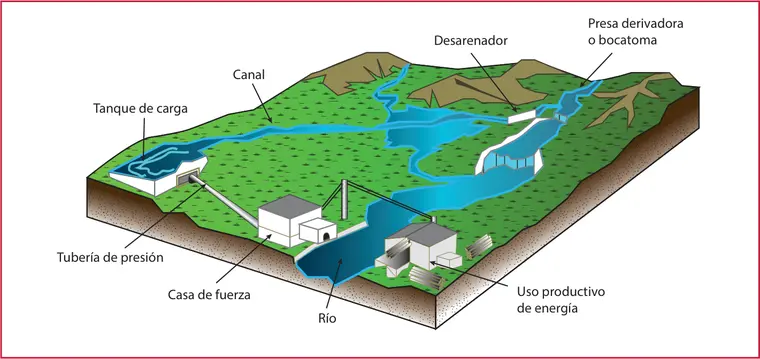 Presa derivadora
o bocatoma
Desarenador
Canal
Tanque de carga
Tubería de presión
Casa de fuerza
Río
Uso productivo
de energía